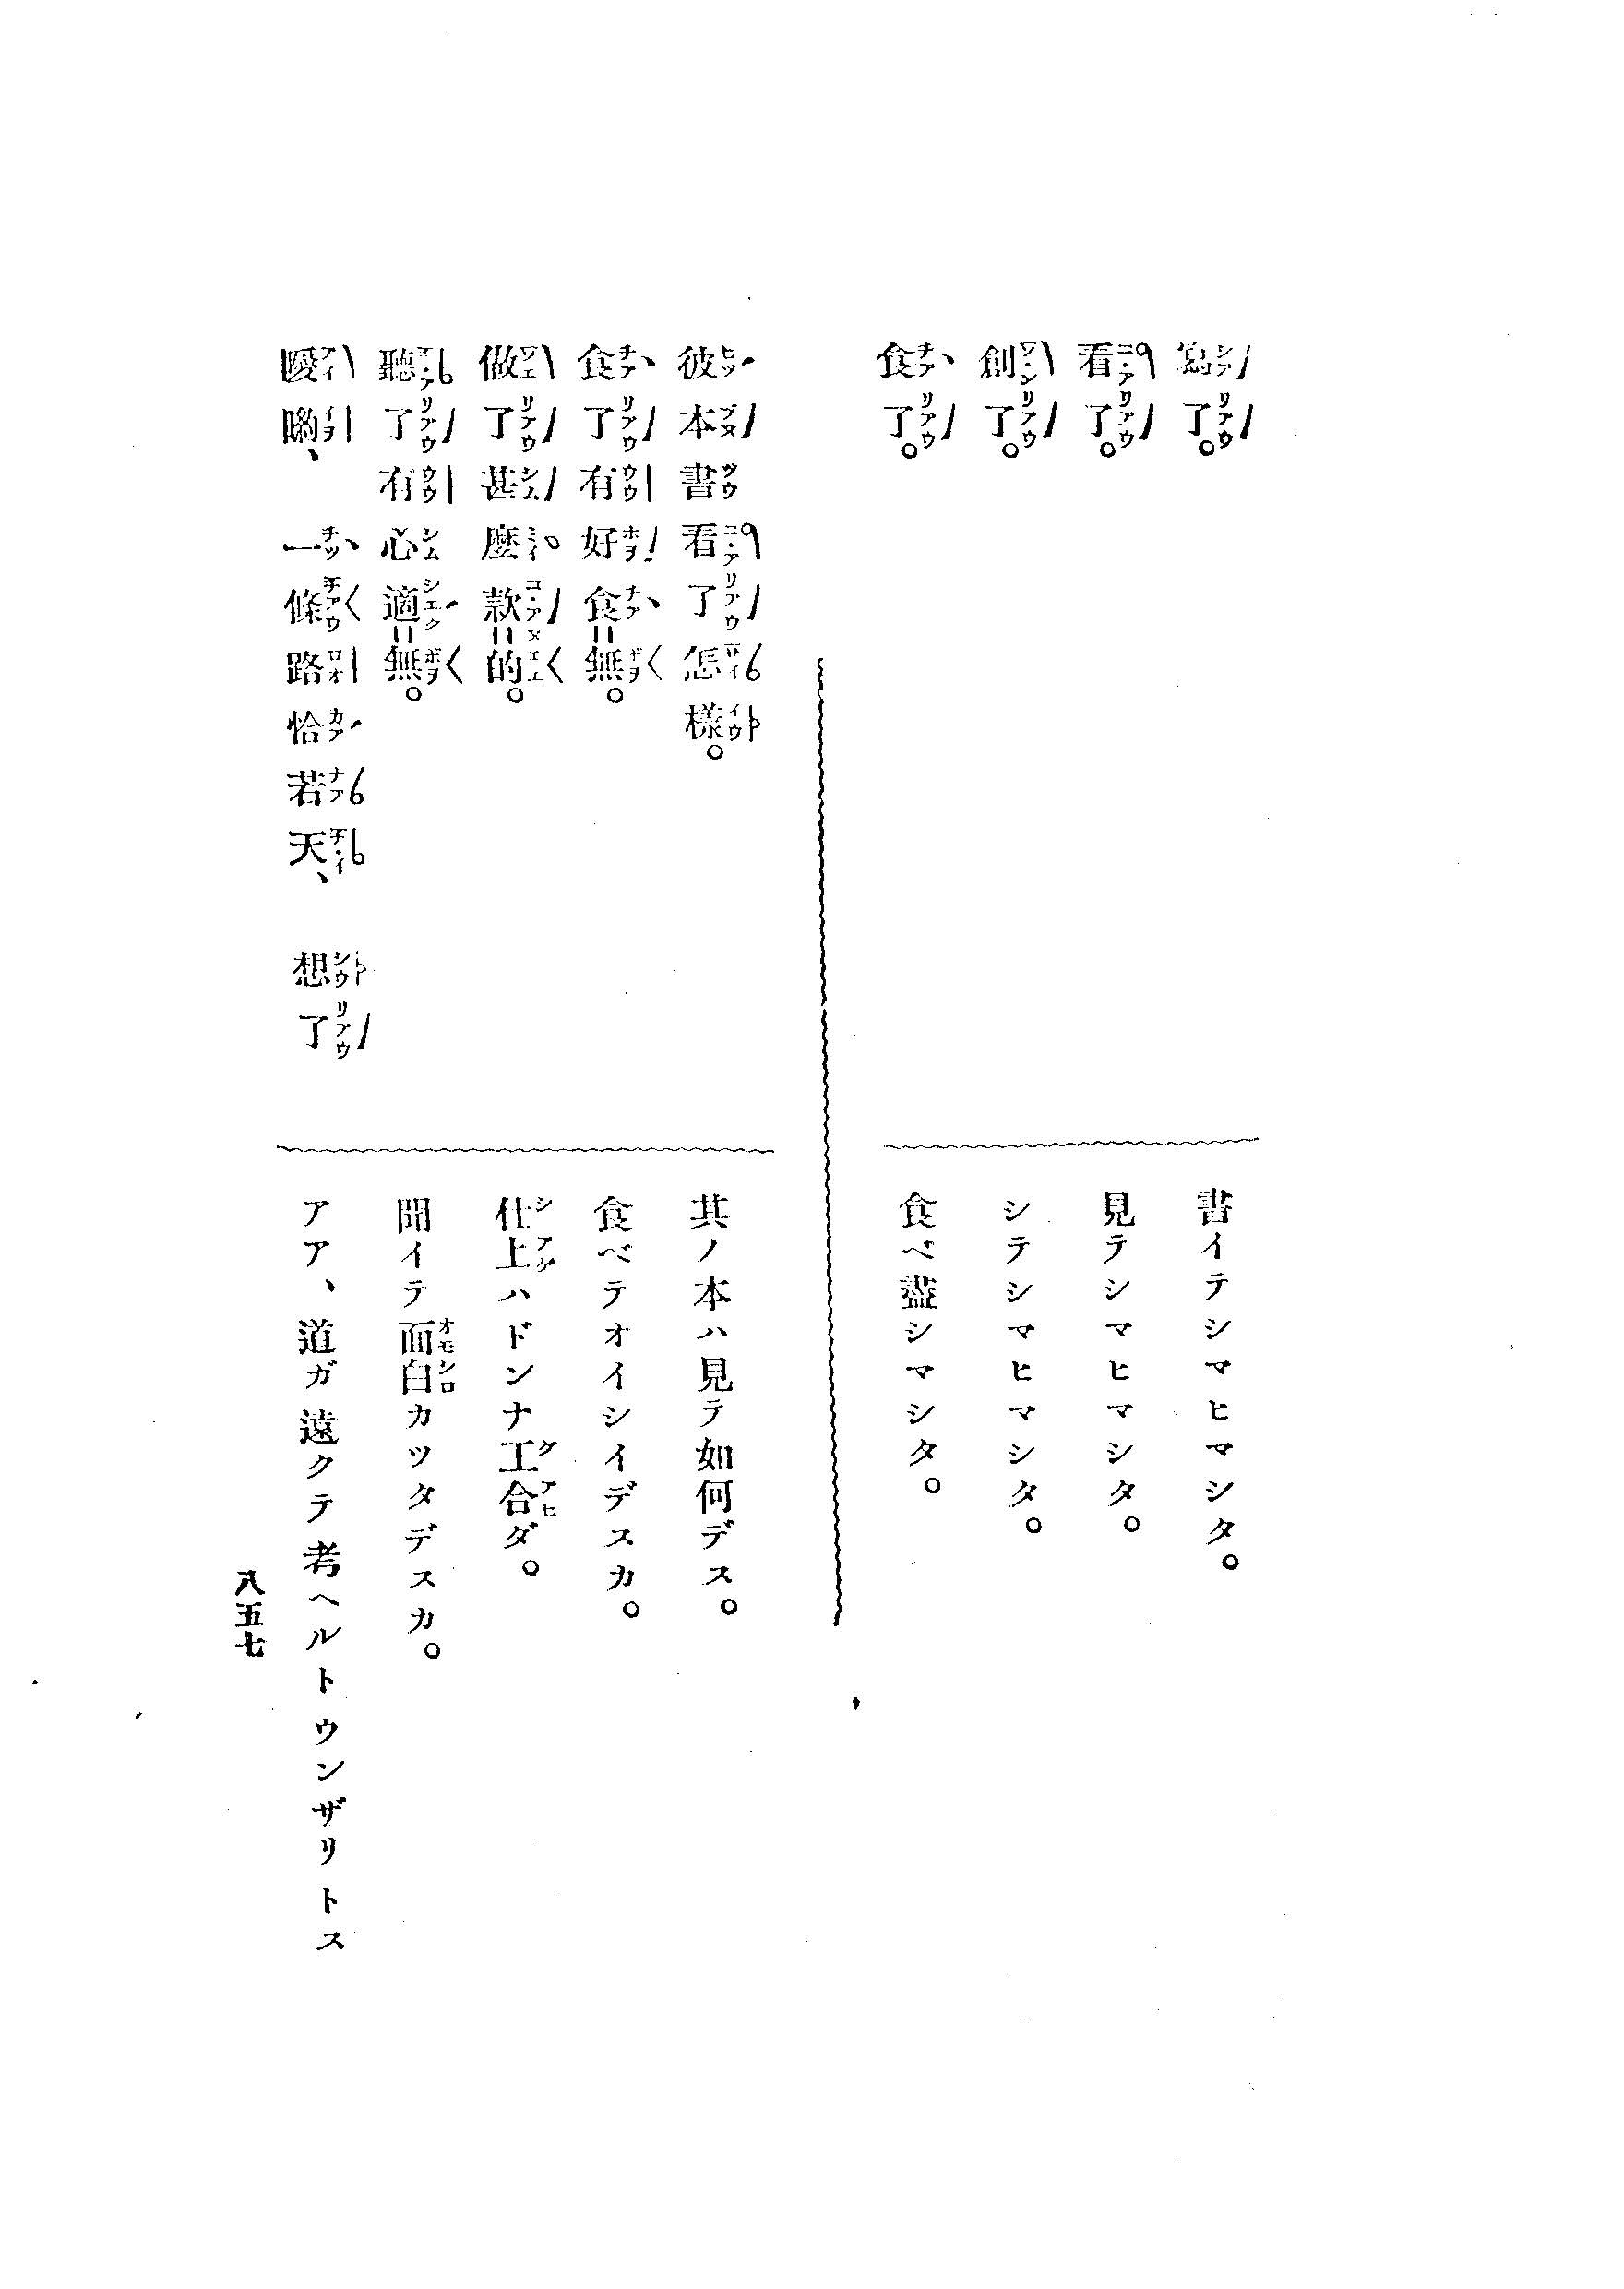 寫了。
看了。
創了。
食了。
書イテシマヒマシタ。
見テシマヒマシタ。
シテシマヒマシタ。
食ベ盡シマシタ。
彼本書看了怎樣。
食了有好食＝無。
做了甚麼款＝的。
聽了有心適＝無。
噯喲、一條路恰若天、想了
其ノ本ハ見テ如何デス。
食ベテオイシイデスカ。
仕上ハドンナ工合ダ。
聞イテ面白カッタデスカ。
アア、道ガ遠クテ考ヘルトウンザリトス
八五七